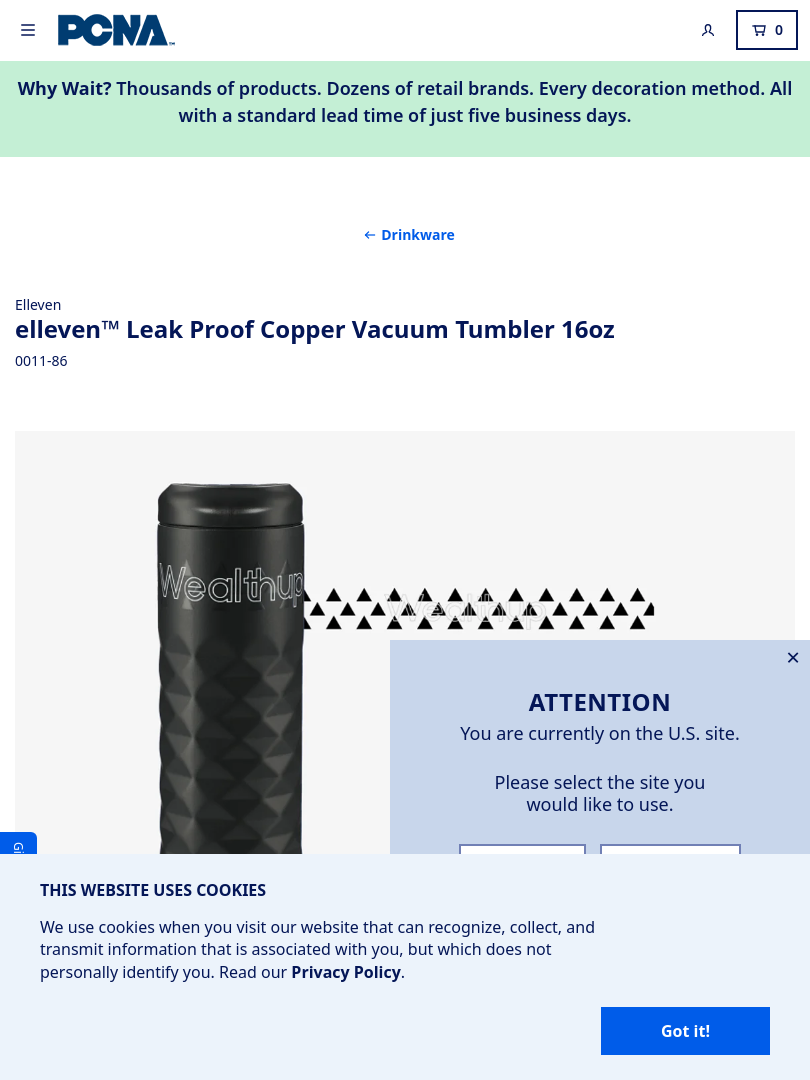 PCNA™
0
Why Wait? Thousands of products. Dozens of retail brands. Every decoration method. All
with a standard lead time of just five business days.
← Drinkware
Elleven
elleven™ Leak Proof Copper Vacuum Tumbler 16oz
0011-86
Wealthup
Wealthup
ATTENTION
You are currently on the U.S. site.
Please select the site you
would like to use.
THIS WEBSITE USES COOKIES
We use cookies when you visit our website that can recognize, collect, and
transmit information that is associated with you, but which does not
personally identify you. Read our Privacy Policy.
Got it!